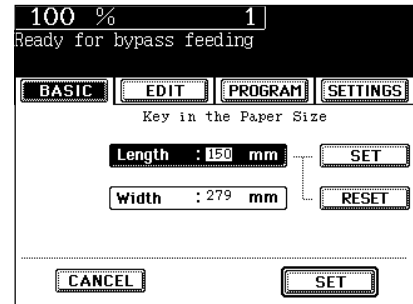 100 % 1
Ready for bypass feeding
BASIC EDIT PROGRAM SETTINGS
Key in the Paper Size
Length : 150 mm SET
Width : 279 mm RESET
CANCEL SET